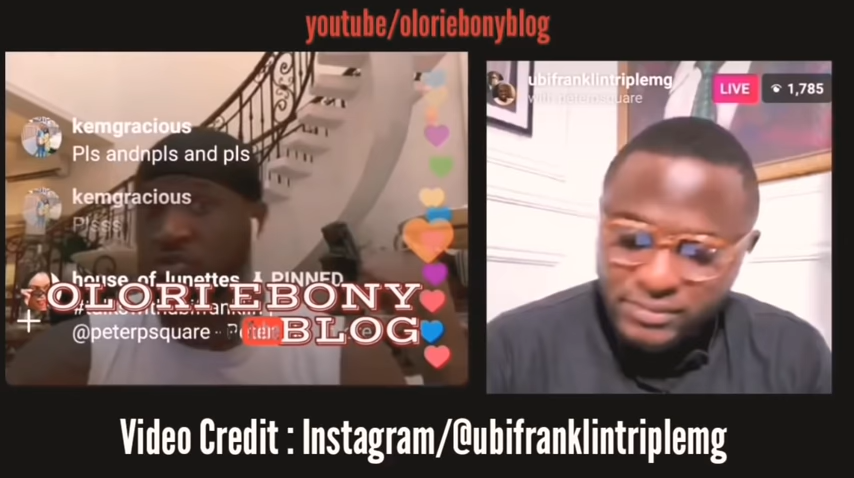 youtube/oloriebonyblog
kemgracious
Pls andnpls and pls
kemgracious
Plsss
house_of_lunettes PINNED
OLORI EBONY
BLOG
@peterpsquare
ubifranklintriplemg
with peterpsquare
LIVE
1,785
Video Credit : Instagram/@ubifranklintriplemg